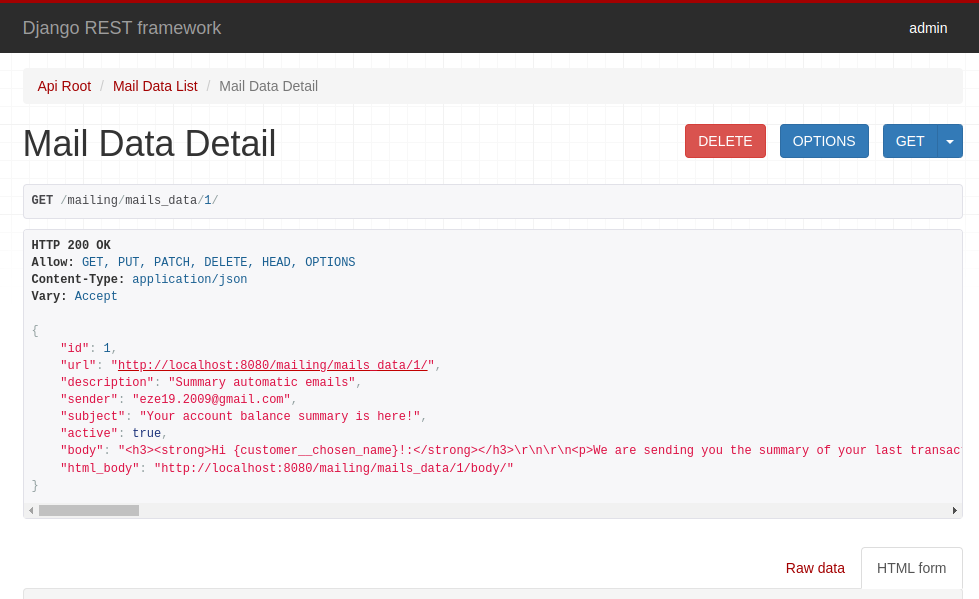 Django REST framework
admin
Api Root / Mail Data List / Mail Data Detail
Mail Data Detail
DELETE
OPTIONS
GET
GET /mailing/mails_data/1/
HTTP 200 OK
Allow: GET, PUT, PATCH, DELETE, HEAD, OPTIONS
Content-Type: application/json
Vary: Accept
{
"id": 1,
"url": "http://localhost:8080/mailing/mails_data/1/",
"description": "Summary automatic emails",
"sender": "eze19.2009@gmail.com",
"subject": "Your account balance summary is here!",
"active": true,
"body": "<h3><strong>Hi {customer__chosen_name}!:</strong></h3>\r\n\r\n<p>We are sending you the summary of your last transac
"html_body": "http://localhost:8080/mailing/mails_data/1/body/"
}
Raw data
HTML form